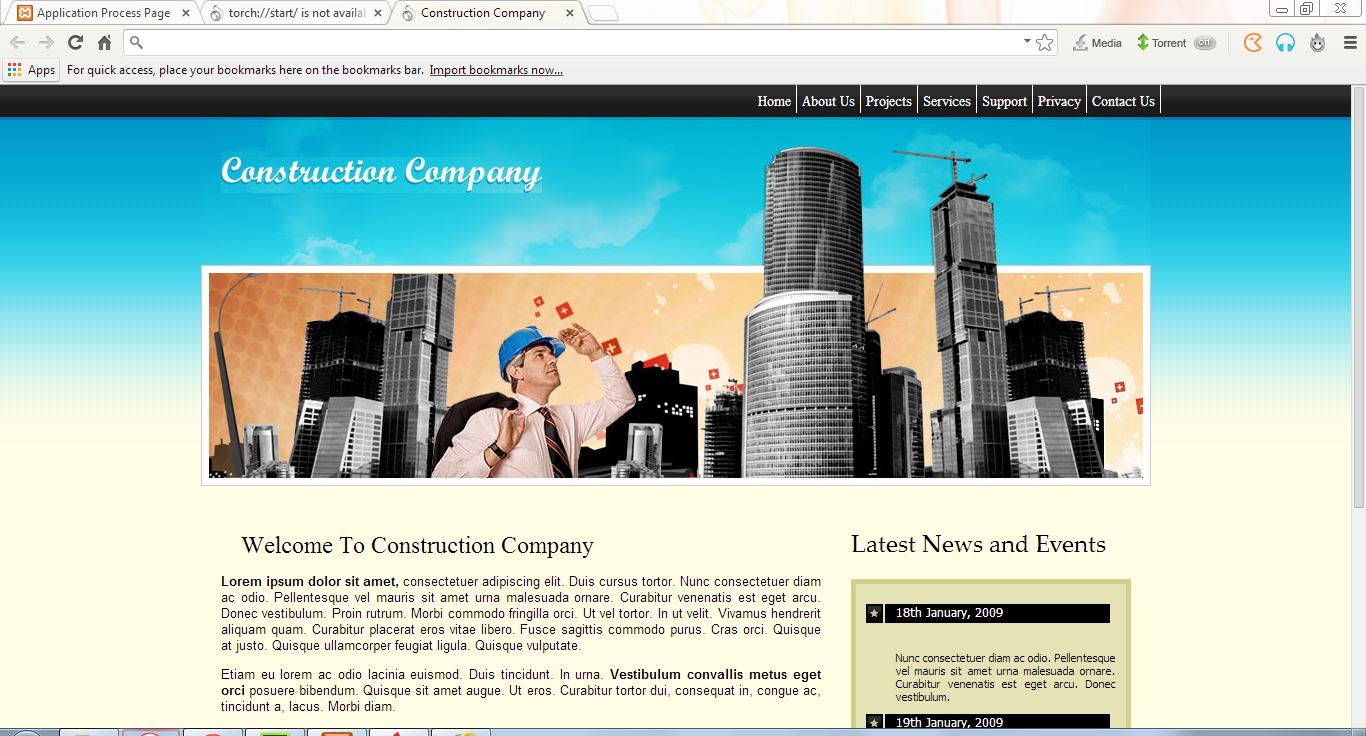 Application Process Page
torch://start/ is not availa
Construction Company
Media
Torrent
off
Apps
For quick access, place your bookmarks here on the bookmarks bar. Import bookmarks now...
Home
About Us
Projects
Services
Support
Privacy
Contact Us
Construction Company
Welcome To Construction Company
Lorem ipsum dolor sit amet, consectetuer adipiscing elit. Duis cursus tortor. Nunc consectetuer diam
ac odio. Pellentesque vel mauris sit amet urna malesuada ornare. Curabitur venenatis est eget arcu.
Donec vestibulum. Proin rutrum. Morbi commodo fringilla orci. Ut vel tortor. In ut velit. Vivamus hendrerit
aliquam quam. Curabitur placerat eros vitae libero. Fusce sagittis commodo purus. Cras orci. Quisque
at justo. Quisque ullamcorper feugiat ligula. Quisque vulputate.
Etiam eu lorem ac odio lacinia euismod. Duis tincidunt. In urna. Vestibulum convallis metus eget
orci posuere bibendum. Quisque sit amet augue. Ut eros. Curabitur tortor dui, consequat in, congue ac,
tincidunt a, lacus. Morbi diam.
Latest News and Events
18th January, 2009
Nunc consectetuer diam ac odio. Pellentesque
vel mauris sit amet urna malesuada ornare.
Curabitur venenatis est eget arcu. Donec
vestibulum.
19th January, 2009